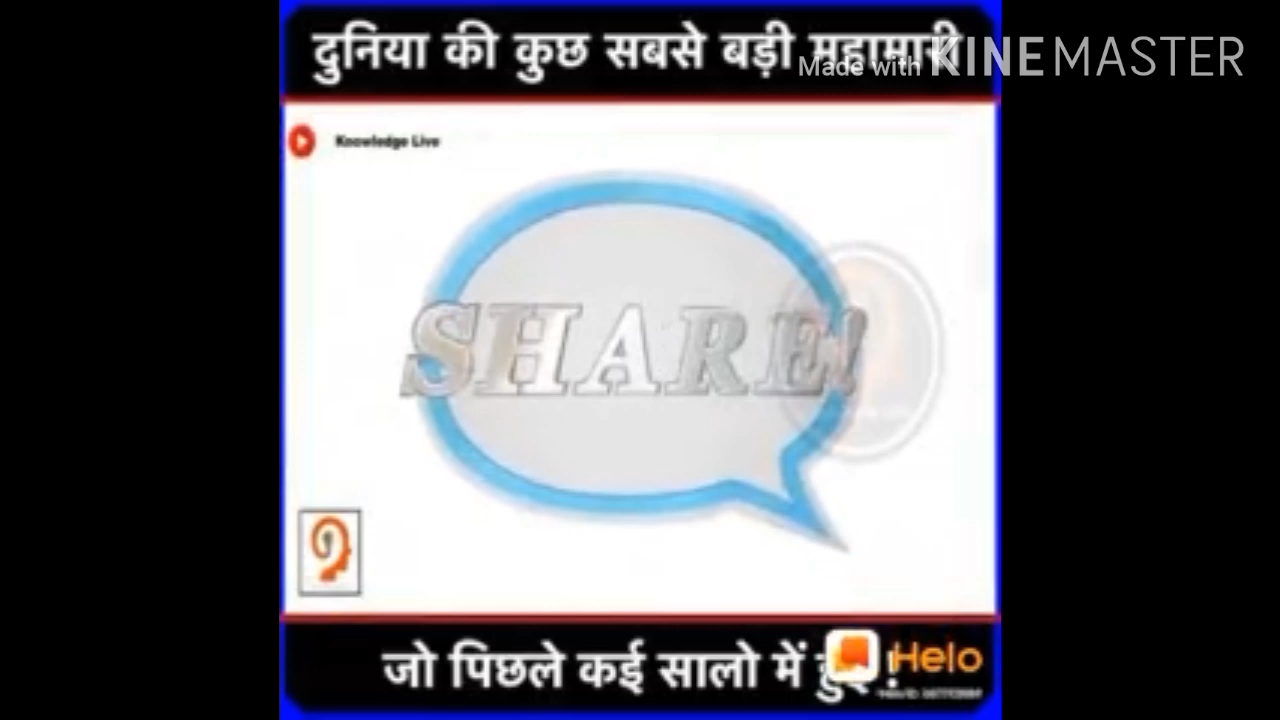 दुनिया की कुछ सबसे बड़ी महामारी
Made with KINEMASTER
Knowledge Live
SHARE!
जो पिछले कई सालो में
Helo